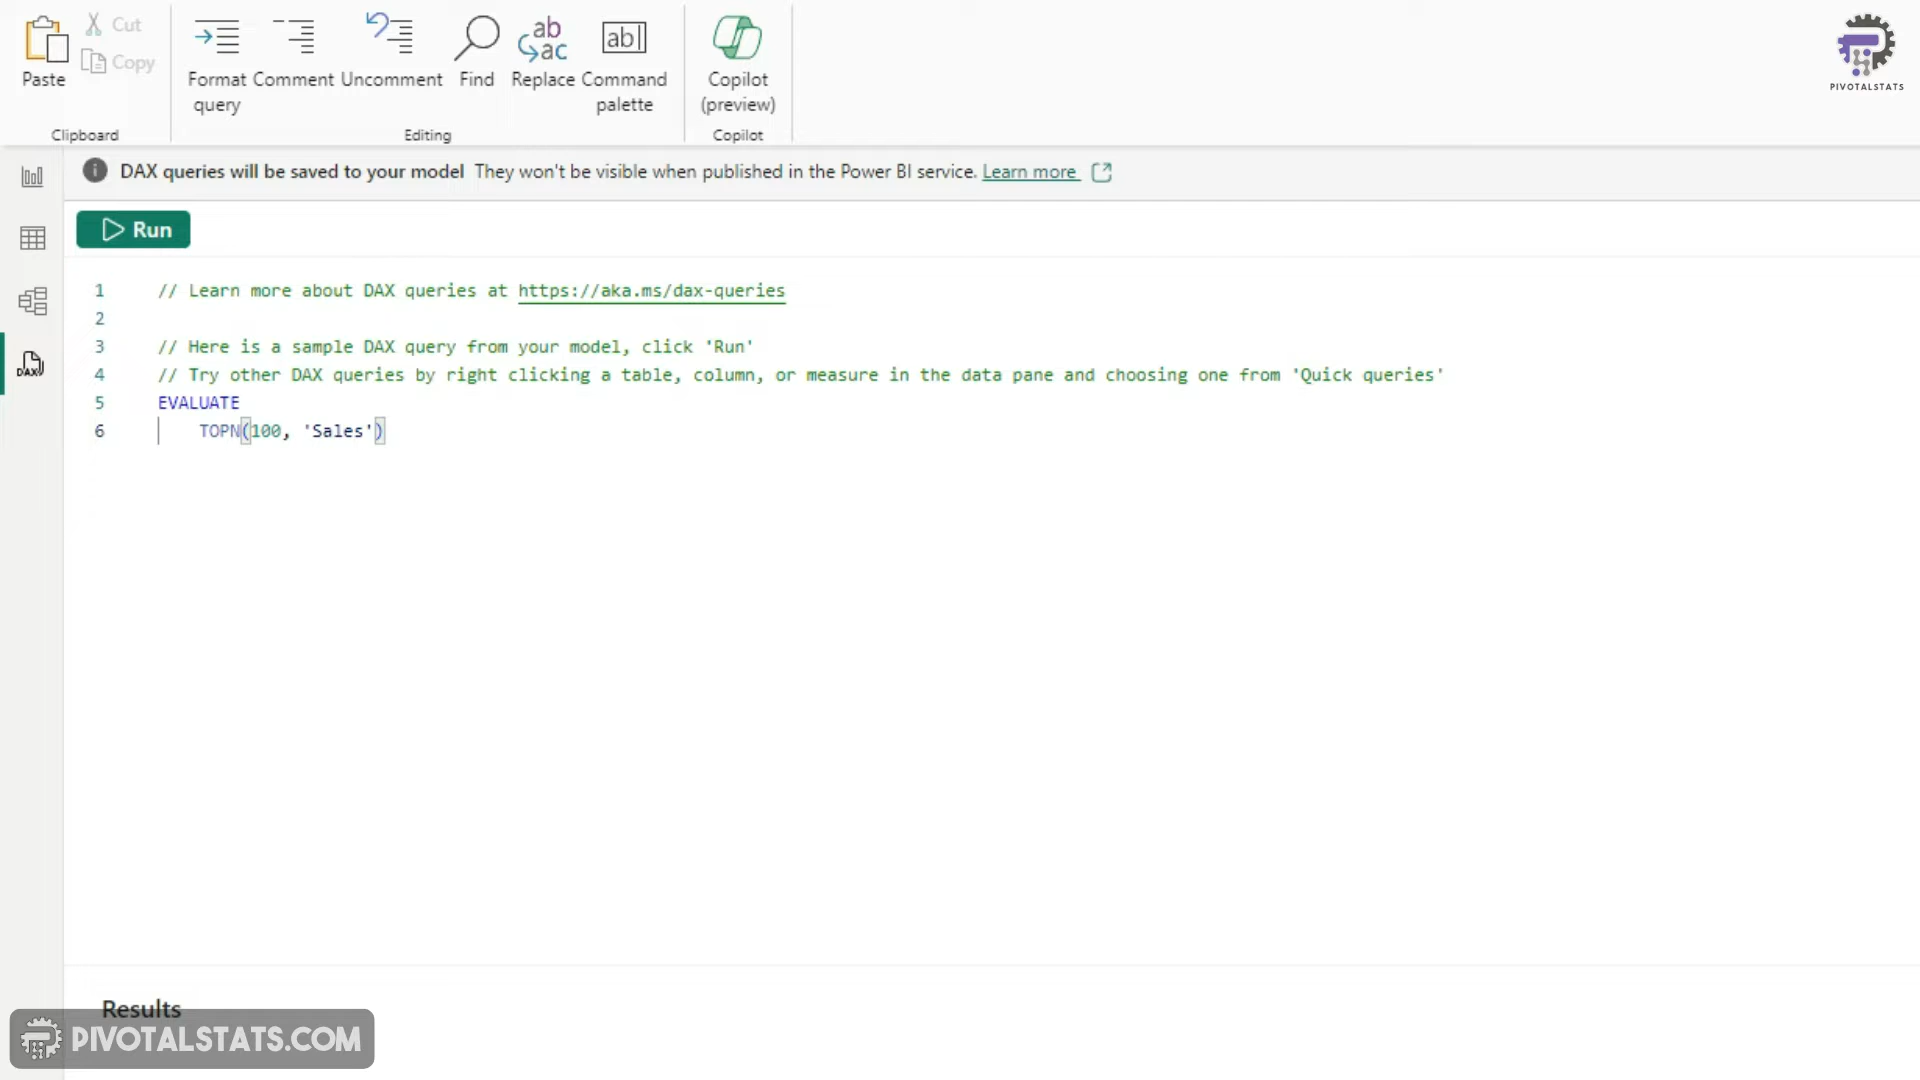 Paste
Cut
Copy
Clipboard
Format query
Comment
Uncomment
Find
ab
ac
Replace
ab
Command palette
Editing
Copilot (preview)
Copilot
PIVOTALSTATS
DAX queries will be saved to your model They won't be visible when published in the Power BI service. Learn more
DAX
Run
1 // Learn more about DAX queries at https://aka.ms/dax-queries
2
3 // Here is a sample DAX query from your model, click 'Run'
4 // Try other DAX queries by right clicking a table, column, or measure in the data pane and choosing one from 'Quick queries'
5 EVALUATE
6 TOPN(100, 'Sales')
Results
PIVOTALSTATS.COM